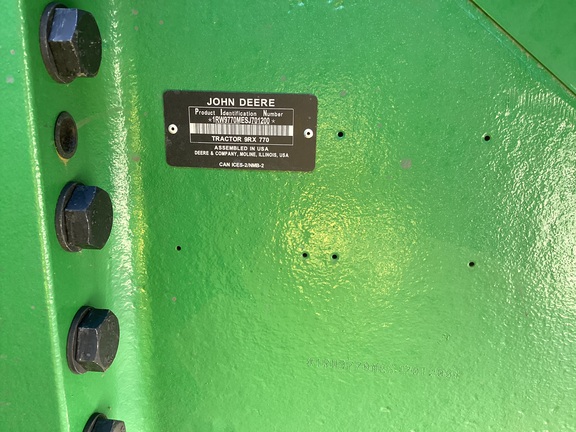 JOHN DEERE
Product Identification Number
*1RW9770MESJ701200*
TRACTOR 9RX 770
ASSEMBLED IN USA
DEERE & COMPANY, MOLINE, ILLINOIS, USA
CAN ICES-2/NMB-2